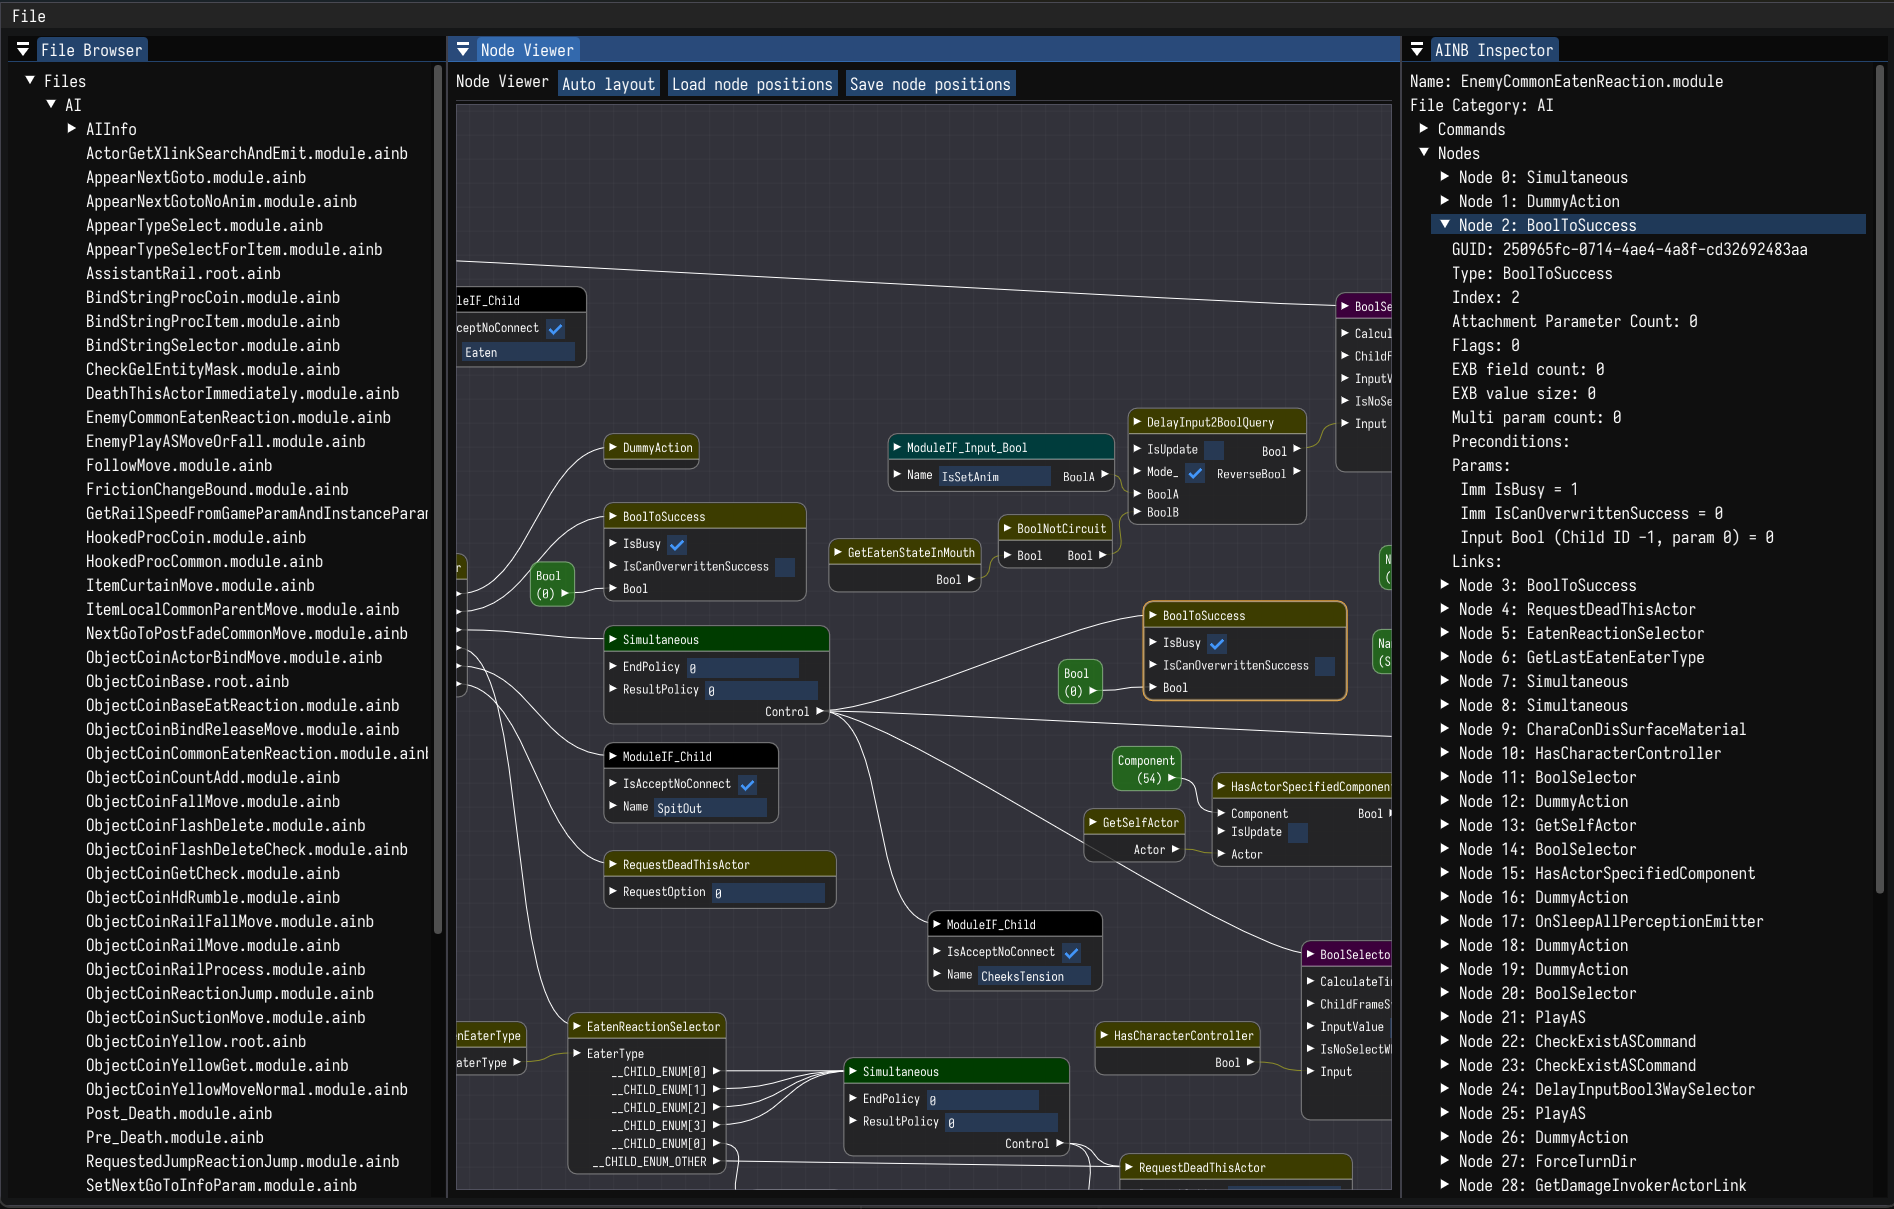 File
File Browser
Files
AI
AIInfo
ActorGetXlinkSearchAndEmit.module.ainb
AppearNextGoto.module.ainb
AppearNextGotoNoAnim.module.ainb
AppearTypeSelect.module.ainb
AppearTypeSelectForItem.module.ainb
AssistantRail.root.ainb
BindStringProcCoin.module.ainb
BindStringProcItem.module.ainb
BindStringSelector.module.ainb
CheckGelEntityMask.module.ainb
DeathThisActorImmediately.module.ainb
EnemyCommonEatenReaction.module.ainb
EnemyPlayASMoveOrFall.module.ainb
FollowMove.module.ainb
FrictionChangeBound.module.ainb
GetRailSpeedFromGameParamAndInstanceParam
HookedProcCoin.module.ainb
HookedProcCommon.module.ainb
ItemCurtainMove.module.ainb
ItemLocalCommonParentMove.module.ainb
NextGoToPostFadeCommonMove.module.ainb
ObjectCoinActorBindMove.module.ainb
ObjectCoinBase.root.ainb
ObjectCoinBaseEatReaction.module.ainb
ObjectCoinBindReleaseMove.module.ainb
ObjectCoinCommonEatenReaction.module.ainb
ObjectCoinCountAdd.module.ainb
ObjectCoinFallMove.module.ainb
ObjectCoinFlashDelete.module.ainb
ObjectCoinFlashDeleteCheck.module.ainb
ObjectCoinGetCheck.module.ainb
ObjectCoinHdRumble.module.ainb
ObjectCoinRailFallMove.module.ainb
ObjectCoinRailMove.module.ainb
ObjectCoinRailProcess.module.ainb
ObjectCoinReactionJump.module.ainb
ObjectCoinSuctionMove.module.ainb
ObjectCoinYellow.root.ainb
ObjectCoinYellowGet.module.ainb
ObjectCoinYellowMoveNormal.module.ainb
Post_Death.module.ainb
Pre_Death.module.ainb
RequestedJumpReactionJump.module.ainb
SetNextGoToInfoParam.module.ainb
Node Viewer
Node Viewer Auto layout Load node positions Save node positions
leIF_Child
cceptNoConnect
Eaten
DummyAction
BoolToSuccess
IsBusy
IsCanOverwrittenSuccess
Bool
Bool
(0)
r
Simultaneous
EndPolicy 0
ResultPolicy 0
Control
ModuleIF_Child
IsAcceptNoConnect
Name SpitOut
RequestDeadThisActor
RequestOption 0
nEaterType
aterType
EatenReactionSelector
EaterType
__CHILD_ENUM[0]
__CHILD_ENUM[1]
__CHILD_ENUM[2]
__CHILD_ENUM[3]
__CHILD_ENUM[0]
__CHILD_ENUM_OTHER
ModuleIF_Input_Bool
Name IsSetAnim BoolA
GetEatenStateInMouth
Bool
BoolNotCircuit
Bool Bool
DelayInput2BoolQuery
IsUpdate Bool
Mode_ ReverseBool
BoolA
BoolB
BoolSe
Calcul
ChildF
InputV
IsNoSe
Input
N
(
Na
(S
BoolToSuccess
IsBusy
IsCanOverwrittenSuccess
Bool
Bool
(0)
Component
(54)
HasActorSpecifiedComponen
Component Bool
IsUpdate
Actor
GetSelfActor
Actor
ModuleIF_Child
IsAcceptNoConnect
Name CheeksTension
BoolSelecto
CalculateTi
ChildFrameS
InputValue
IsNoSelectW
Input
HasCharacterController
Bool
Simultaneous
EndPolicy 0
ResultPolicy 0
Control
RequestDeadThisActor
AINB Inspector
Name: EnemyCommonEatenReaction.module
File Category: AI
Commands
Nodes
Node 0: Simultaneous
Node 1: DummyAction
Node 2: BoolToSuccess
GUID: 250965fc-0714-4ae4-4a8f-cd32692483aa
Type: BoolToSuccess
Index: 2
Attachment Parameter Count: 0
Flags: 0
EXB field count: 0
EXB value size: 0
Multi param count: 0
Preconditions:
Params:
Imm IsBusy = 1
Imm IsCanOverwrittenSuccess = 0
Input Bool (Child ID -1, param 0) = 0
Links:
Node 3: BoolToSuccess
Node 4: RequestDeadThisActor
Node 5: EatenReactionSelector
Node 6: GetLastEatenEaterType
Node 7: Simultaneous
Node 8: Simultaneous
Node 9: CharaConDisSurfaceMaterial
Node 10: HasCharacterController
Node 11: BoolSelector
Node 12: DummyAction
Node 13: GetSelfActor
Node 14: BoolSelector
Node 15: HasActorSpecifiedComponent
Node 16: DummyAction
Node 17: OnSleepAllPerceptionEmitter
Node 18: DummyAction
Node 19: DummyAction
Node 20: BoolSelector
Node 21: PlayAS
Node 22: CheckExistASCommand
Node 23: CheckExistASCommand
Node 24: DelayInputBool3WaySelector
Node 25: PlayAS
Node 26: DummyAction
Node 27: ForceTurnDir
Node 28: GetDamageInvokerActorLink